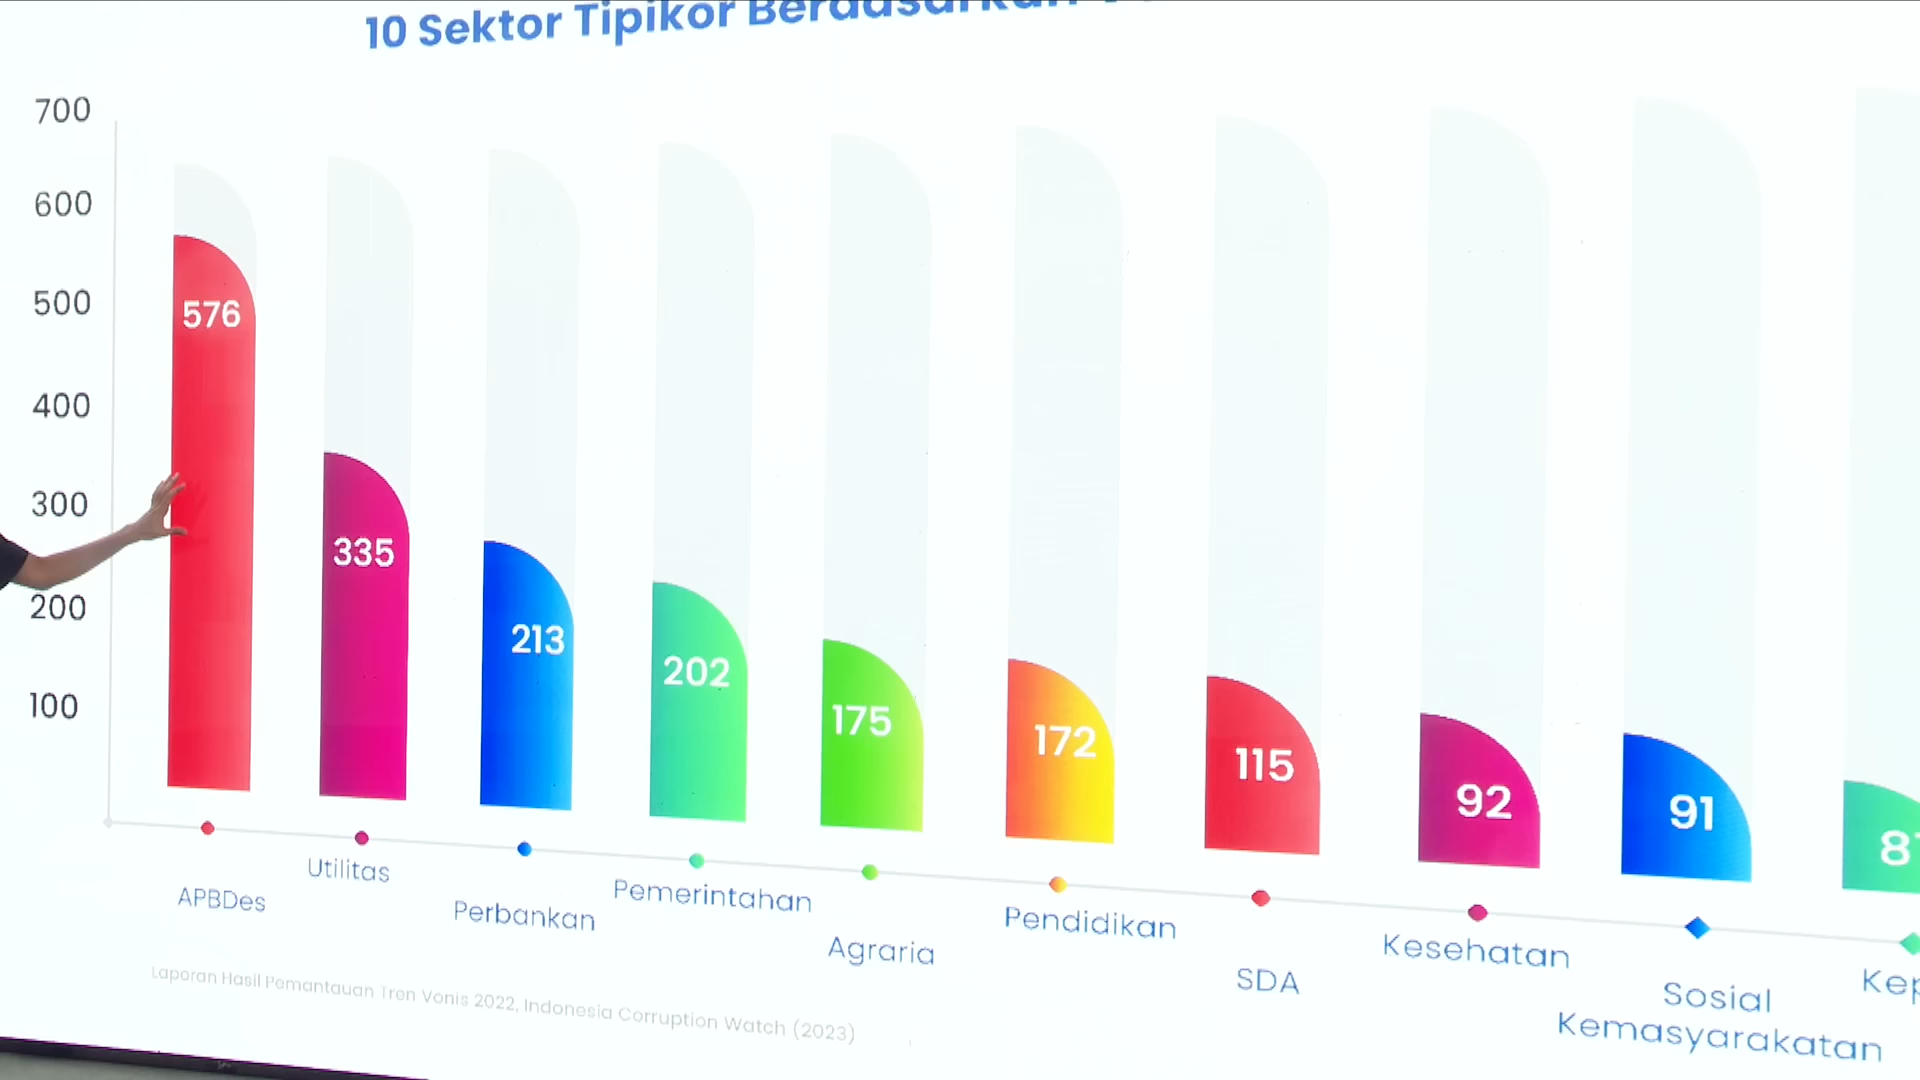 10 Sektor Tipikor Berdasarkan
700
600
500
400
300
200
100
576
335
213
202
175
172
115
92
91
APBDes
Utilitas
Perbankan
Pemerintahan
Agraria
Pendidikan
SDA
Kesehatan
Sosial
Kemasyarakatan
Laporan Hasil Pemantauan Tren Vonis 2022, Indonesia Corruption Watch (2023)